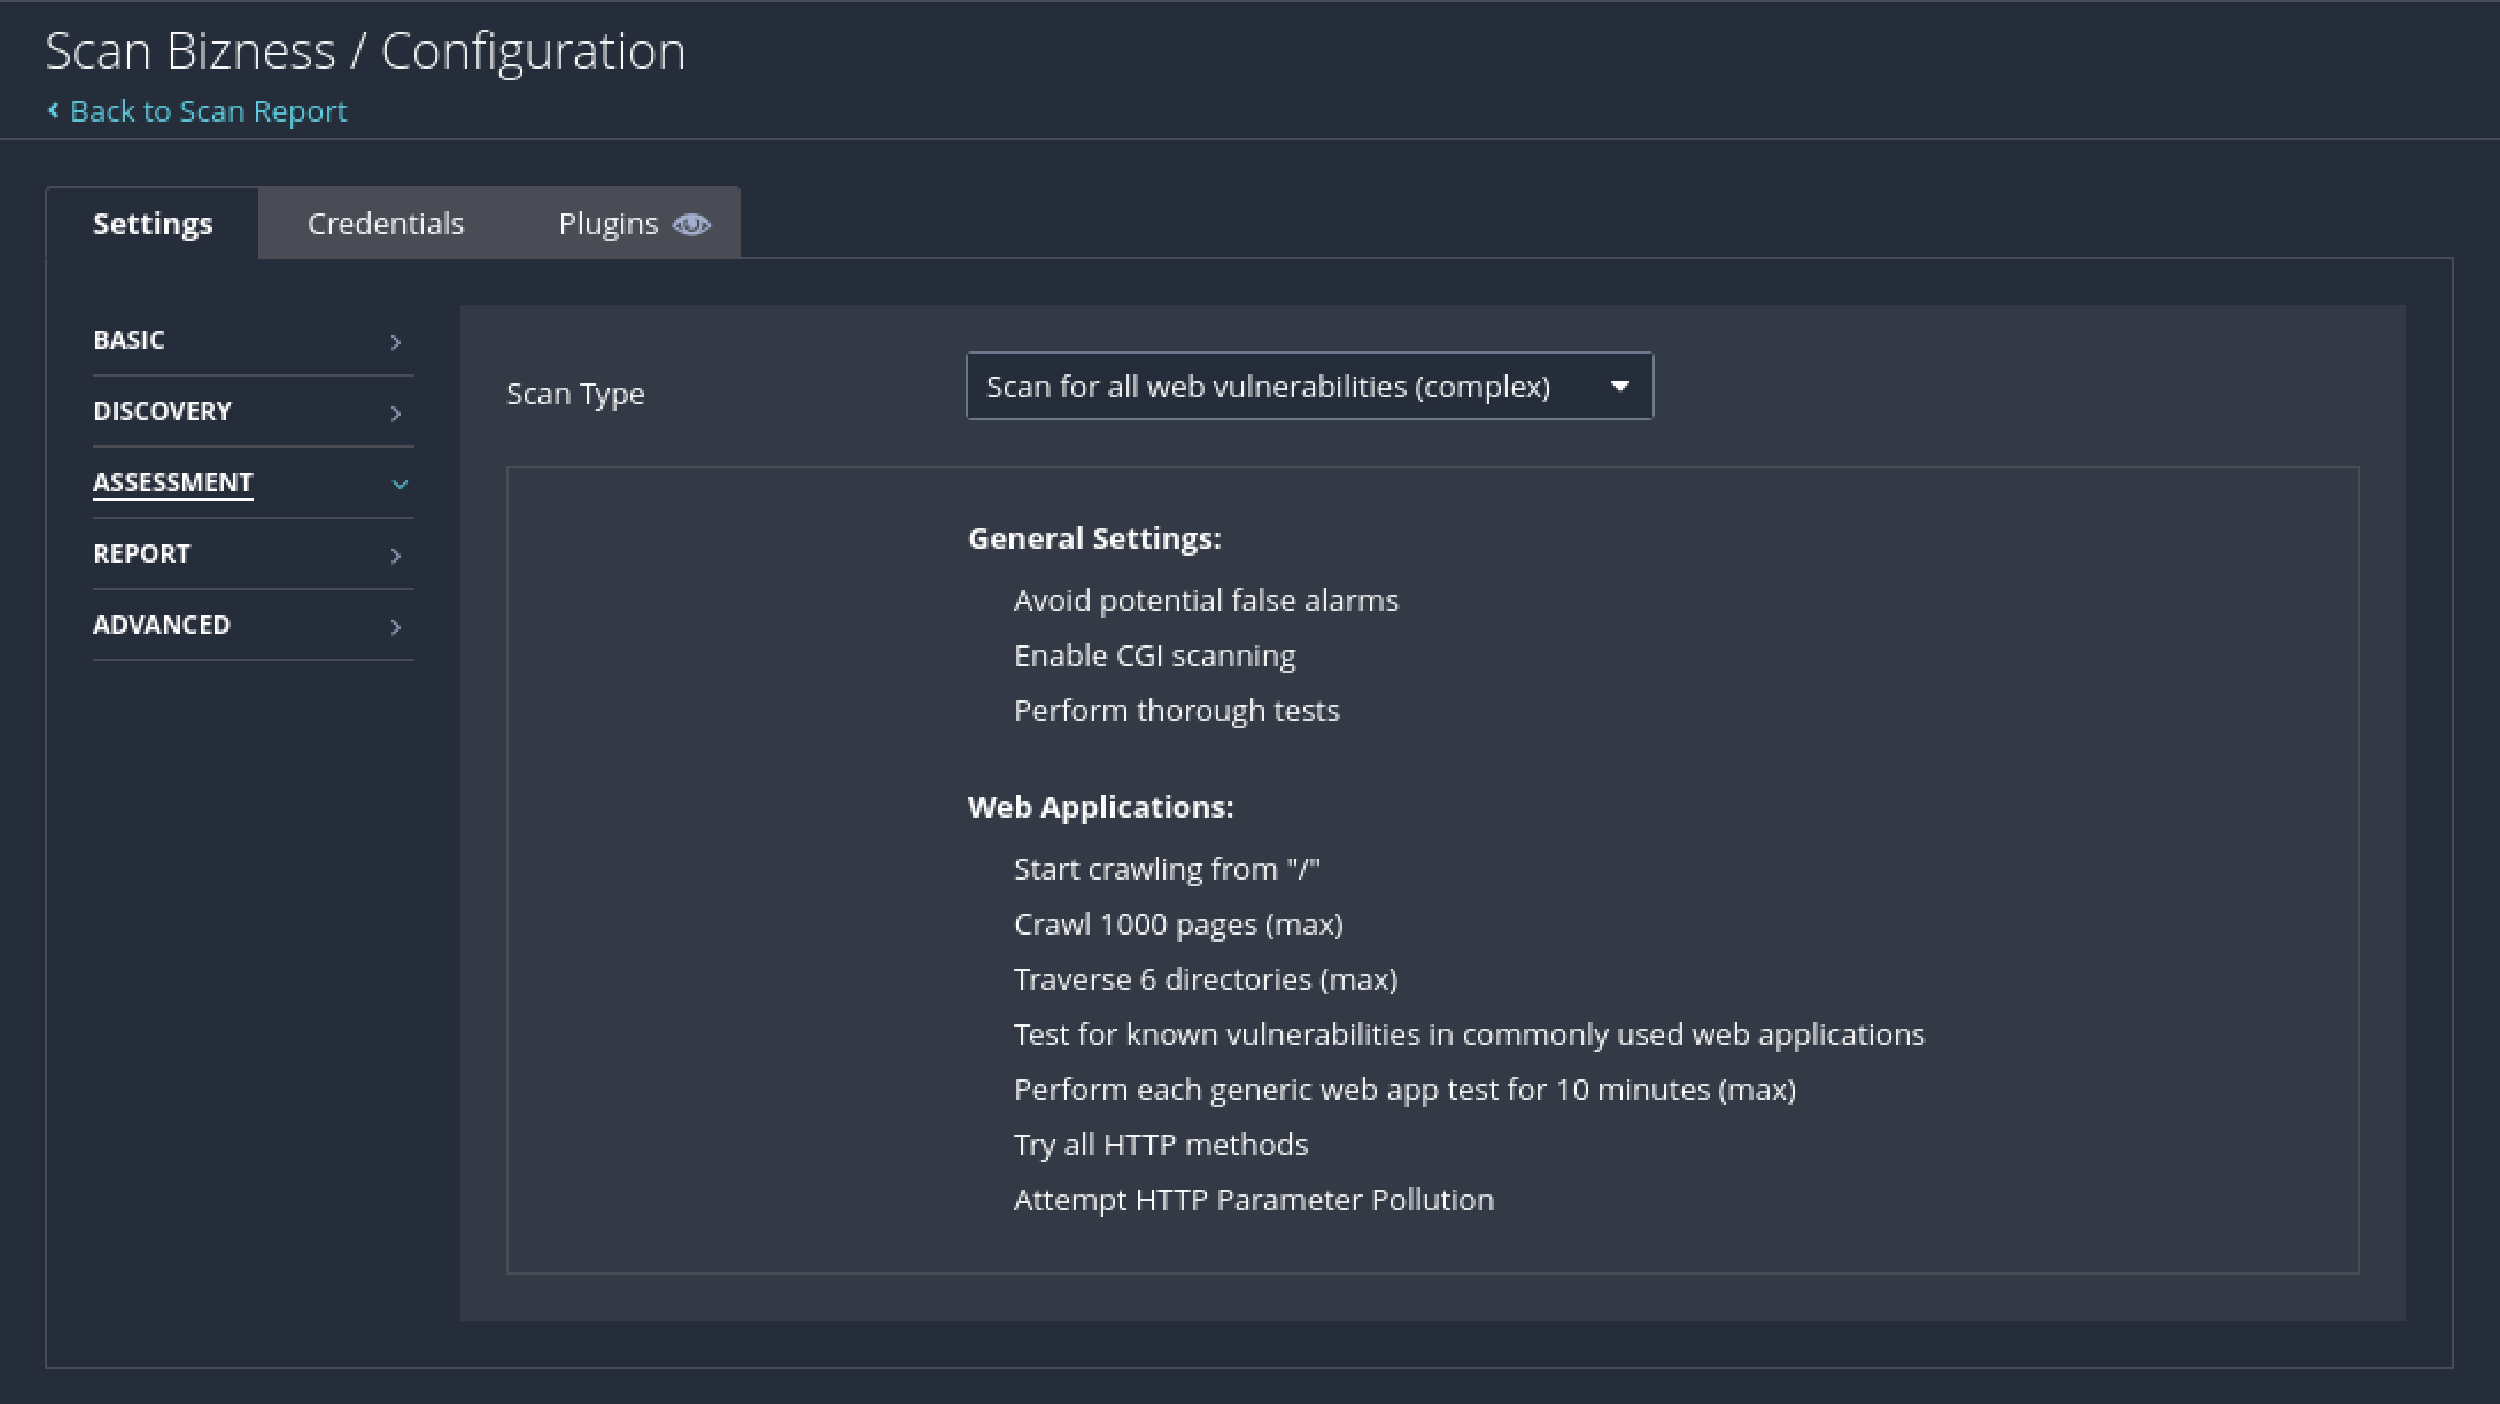 Scan Bizness / Configuration
Back to Scan Report
Settings Credentials Plugins
BASIC
DISCOVERY
ASSESSMENT
REPORT
ADVANCED
Scan Type Scan for all web vulnerabilities (complex)
General Settings:
Avoid potential false alarms
Enable CGI scanning
Perform thorough tests
Web Applications:
Start crawling from "/"
Crawl 1000 pages (max)
Traverse 6 directories (max)
Test for known vulnerabilities in commonly used web applications
Perform each generic web app test for 10 minutes (max)
Try all HTTP methods
Attempt HTTP Parameter Pollution